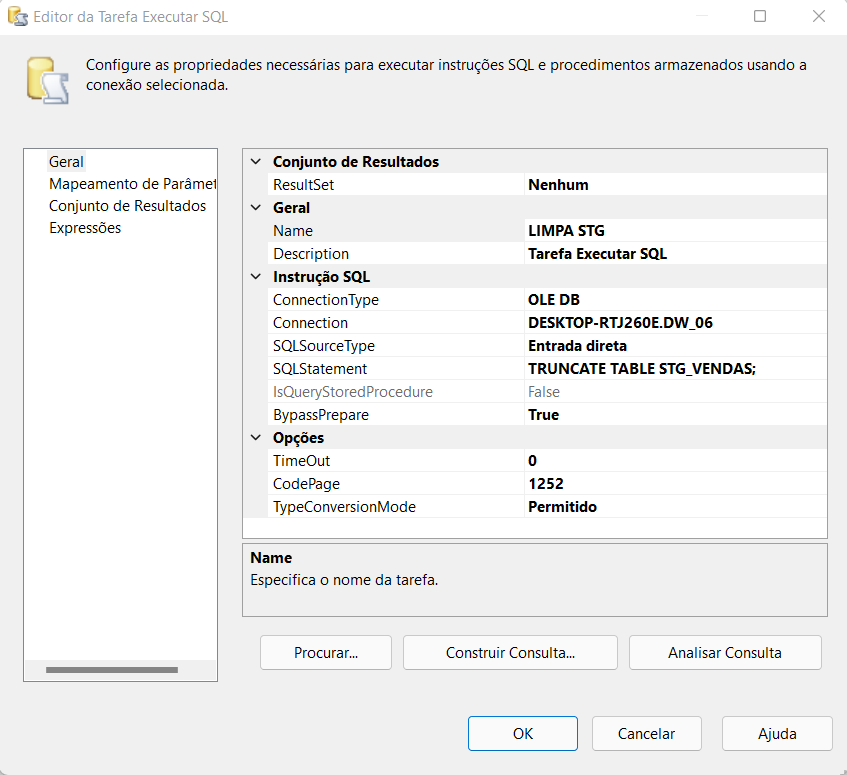 Editor da Tarefa Executar SQL
Configure as propriedades necessárias para executar instruções SQL e procedimentos armazenados usando a
conexão selecionada.
Geral
Mapeamento de Parâmet
Conjunto de Resultados
Expressões
Conjunto de Resultados
ResultSet Nenhum
Geral
Name LIMPA STG
Description Tarefa Executar SQL
Instrução SQL
ConnectionType OLE DB
Connection DESKTOP-RTJ260E.DW_06
SQLSourceType Entrada direta
SQLStatement TRUNCATE TABLE STG_VENDAS;
IsQueryStoredProcedure False
BypassPrepare True
Opções
TimeOut 0
CodePage 1252
TypeConversionMode Permitido
Name
Especifica o nome da tarefa.
Procurar... Construir Consulta... Analisar Consulta
OK Cancelar Ajuda